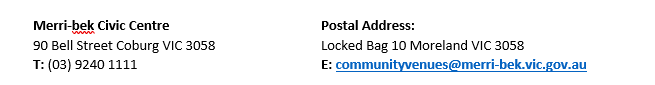 Merri-bek Civic Centre
90 Bell Street Coburg VIC 3058
T: (03) 9240 1111
Postal Address:
Locked Bag 10 Moreland VIC 3058
E: communityvenues@merri-bek.vic.gov.au